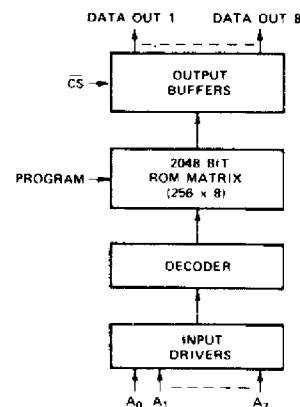 DATA OUT 1 DATA OUT 8
CS OUTPUT
BUFFERS
2048 BIT
PROGRAM ROM MATRIX
(256 x 8)
DECODER
INPUT
DRIVERS
A0 A1 A7